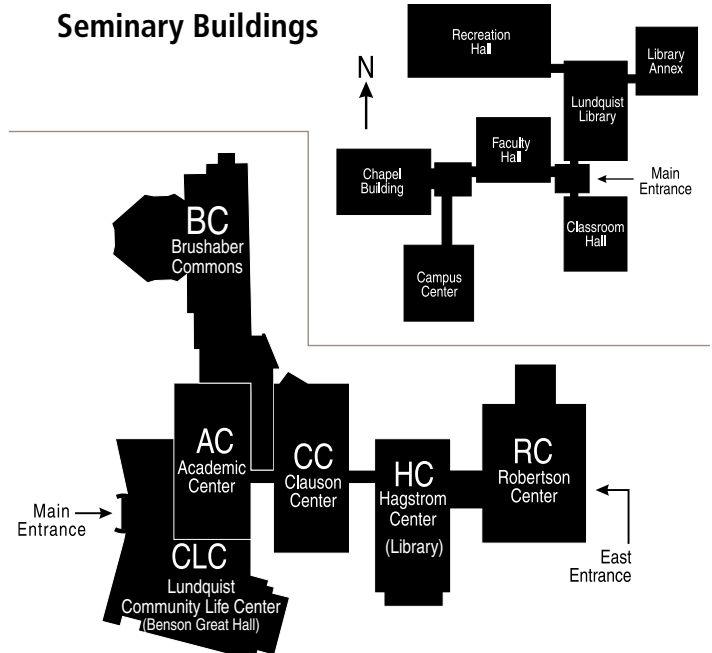 Seminary Buildings
N
Recreation
Hall
Library
Annex
Lundquist
Library
Faculty
Hall
Chapel
Building
Main
Entrance
Classroom
Hall
Campus
Center
BC
Brushaber
Commons
AC
Academic
Center
CC
Clauson
Center
HC
Hagstrom
Center
(Library)
RC
Robertson
Center
Main
Entrance
East
Entrance
CLC
Lundquist
Community Life Center
(Benson Great Hall)